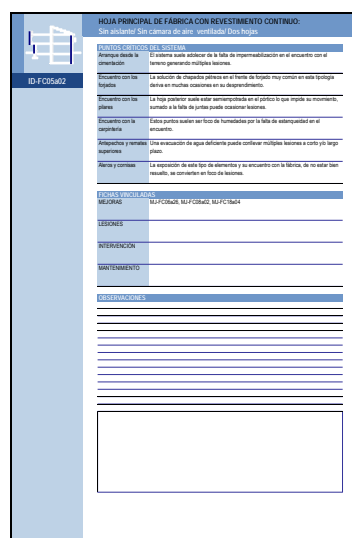 HOJA PRINCIPAL DE FÁBRICA CON REVESTIMIENTO CONTINUO:
Sin aislante/ Sin cámara de aire ventilada/ Dos hojas
ID-FC05a02
PUNTOS CRÍTICOS DEL SISTEMA
Arranque desde la cimentación
El sistema suele adolecer de la falta de impermeabilización en el encuentro con el
terreno generando múltiples lesiones.
Encuentro con los forjados
La solución de chapados pétreos en el frente de forjado muy común en esta tipología
deriva en muchas ocasiones en su desprendimiento.
Encuentro con los pilares
La hoja posterior suele estar semiempotrada en el pórtico lo que impide su movimiento,
sumado a la falta de juntas puede ocasionar lesiones.
Encuentro con la carpintería
Estos puntos suelen ser foco de humedades por la falta de estanqueidad en el
encuentro.
Antepechos y remates superiores
Una evacuación de agua deficiente puede conllevar múltiples lesiones a corto y/o largo
plazo.
Aleros y cornisas
La exposición de este tipo de elementos y su encuentro con la fábrica, de no estar bien
resuelto, se convierten en foco de lesiones.
FICHAS VINCULADAS
MEJORAS
MJ-FC06a26, MJ-FC08a02, MJ-FC18a04
LESIONES
INTERVENCIÓN
MANTENIMIENTO
OBSERVACIONES